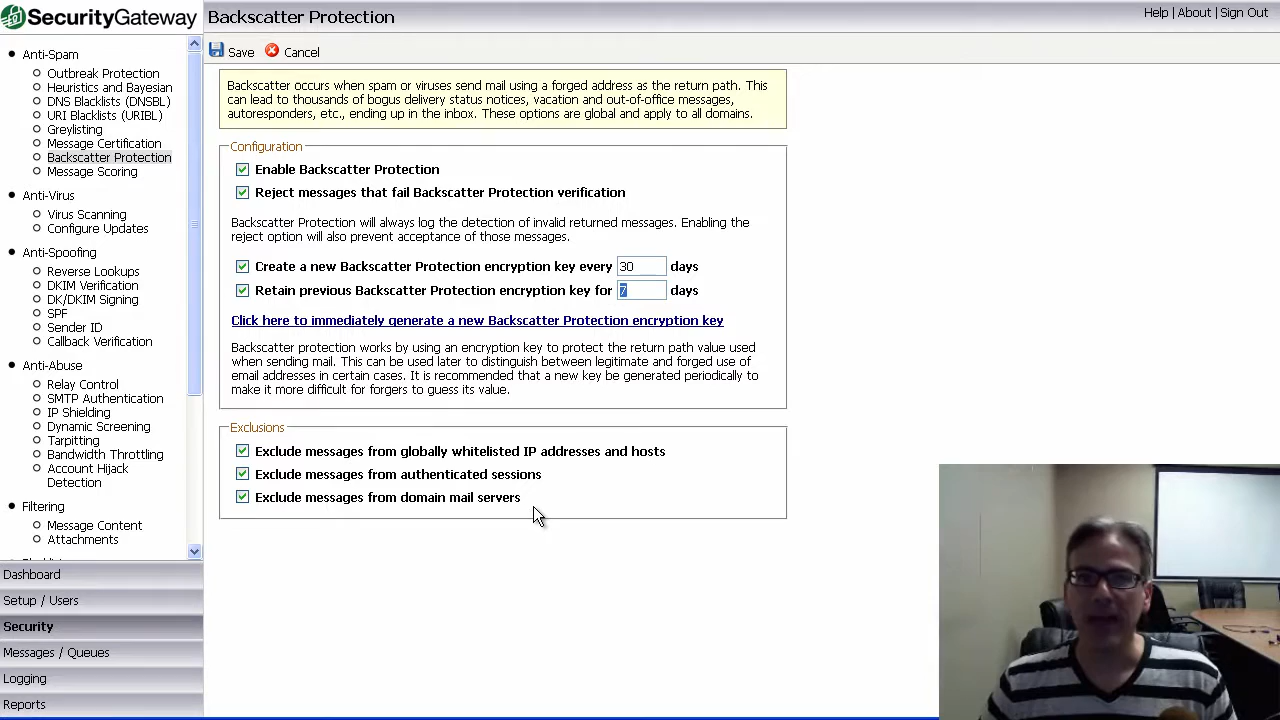 SecurityGateway
Backscatter Protection
Help | About | Sign Out
Save Cancel
Anti-Spam
Outbreak Protection
Heuristics and Bayesian
DNS Blacklists (DNSBL)
URI Blacklists (URIBL)
Greylisting
Message Certification
Backscatter Protection
Message Scoring
Anti-Virus
Virus Scanning
Configure Updates
Anti-Spoofing
Reverse Lookups
DKIM Verification
DK/DKIM Signing
SPF
Sender ID
Callback Verification
Anti-Abuse
Relay Control
SMTP Authentication
IP Shielding
Dynamic Screening
Tarpitting
Bandwidth Throttling
Account Hijack
Detection
Filtering
Message Content
Attachments
Dashboard
Setup / Users
Security
Messages / Queues
Logging
Reports
Backscatter occurs when spam or viruses send mail using a forged address as the return path. This
can lead to thousands of bogus delivery status notices, vacation and out-of-office messages,
autoresponders, etc., ending up in the inbox. These options are global and apply to all domains.
Configuration
Enable Backscatter Protection
Reject messages that fail Backscatter Protection verification
Backscatter Protection will always log the detection of invalid returned messages. Enabling the
reject option will also prevent acceptance of those messages.
Create a new Backscatter Protection encryption key every 30 days
Retain previous Backscatter Protection encryption key for 7 days
Click here to immediately generate a new Backscatter Protection encryption key
Backscatter protection works by using an encryption key to protect the return path value used
when sending mail. This can be used later to distinguish between legitimate and forged use of
email addresses in certain cases. It is recommended that a new key be generated periodically to
make it more difficult for forgers to guess its value.
Exclusions
Exclude messages from globally whitelisted IP addresses and hosts
Exclude messages from authenticated sessions
Exclude messages from domain mail servers